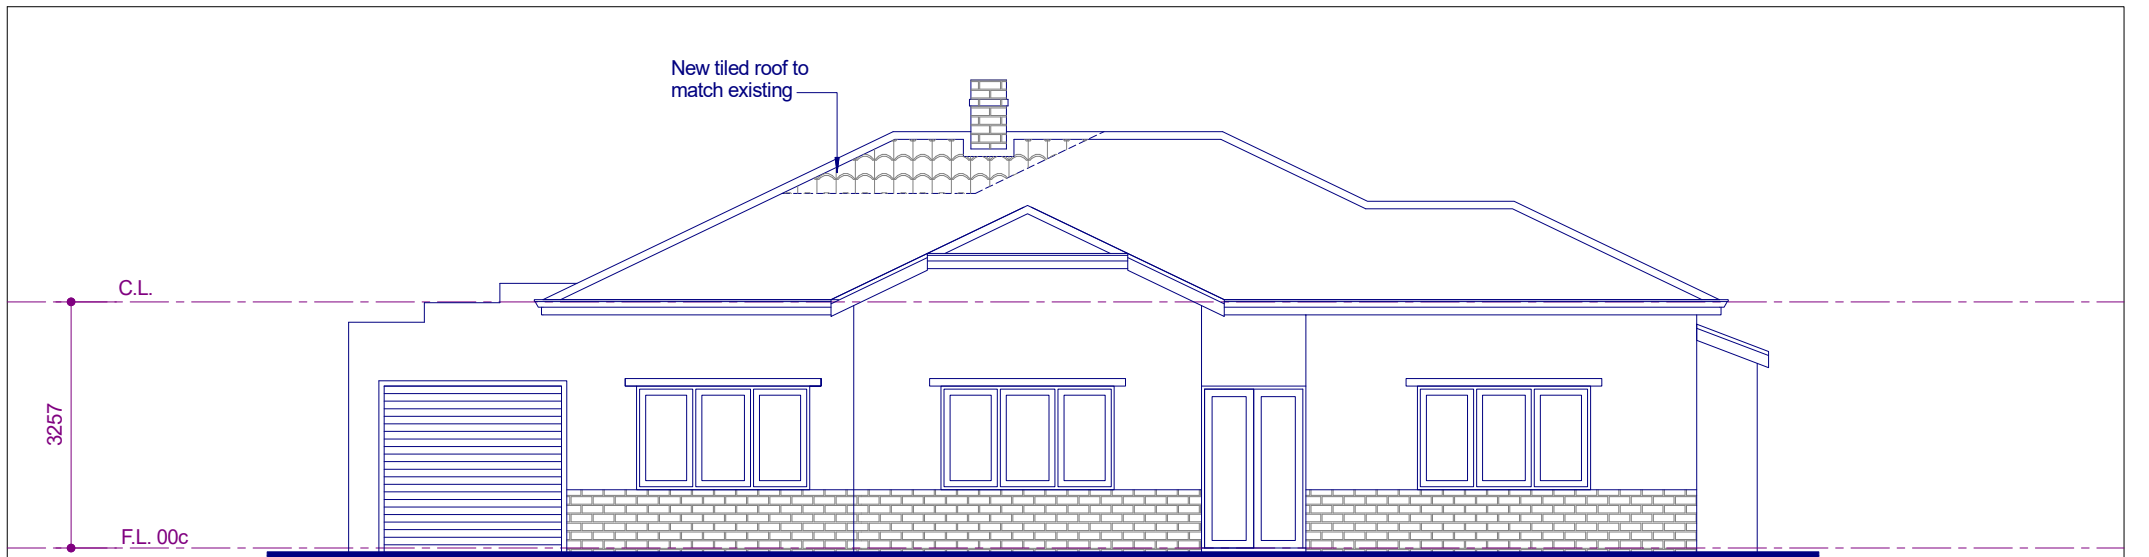 New tiled roof to
match existing
C.L.
3257
F.L. 00c